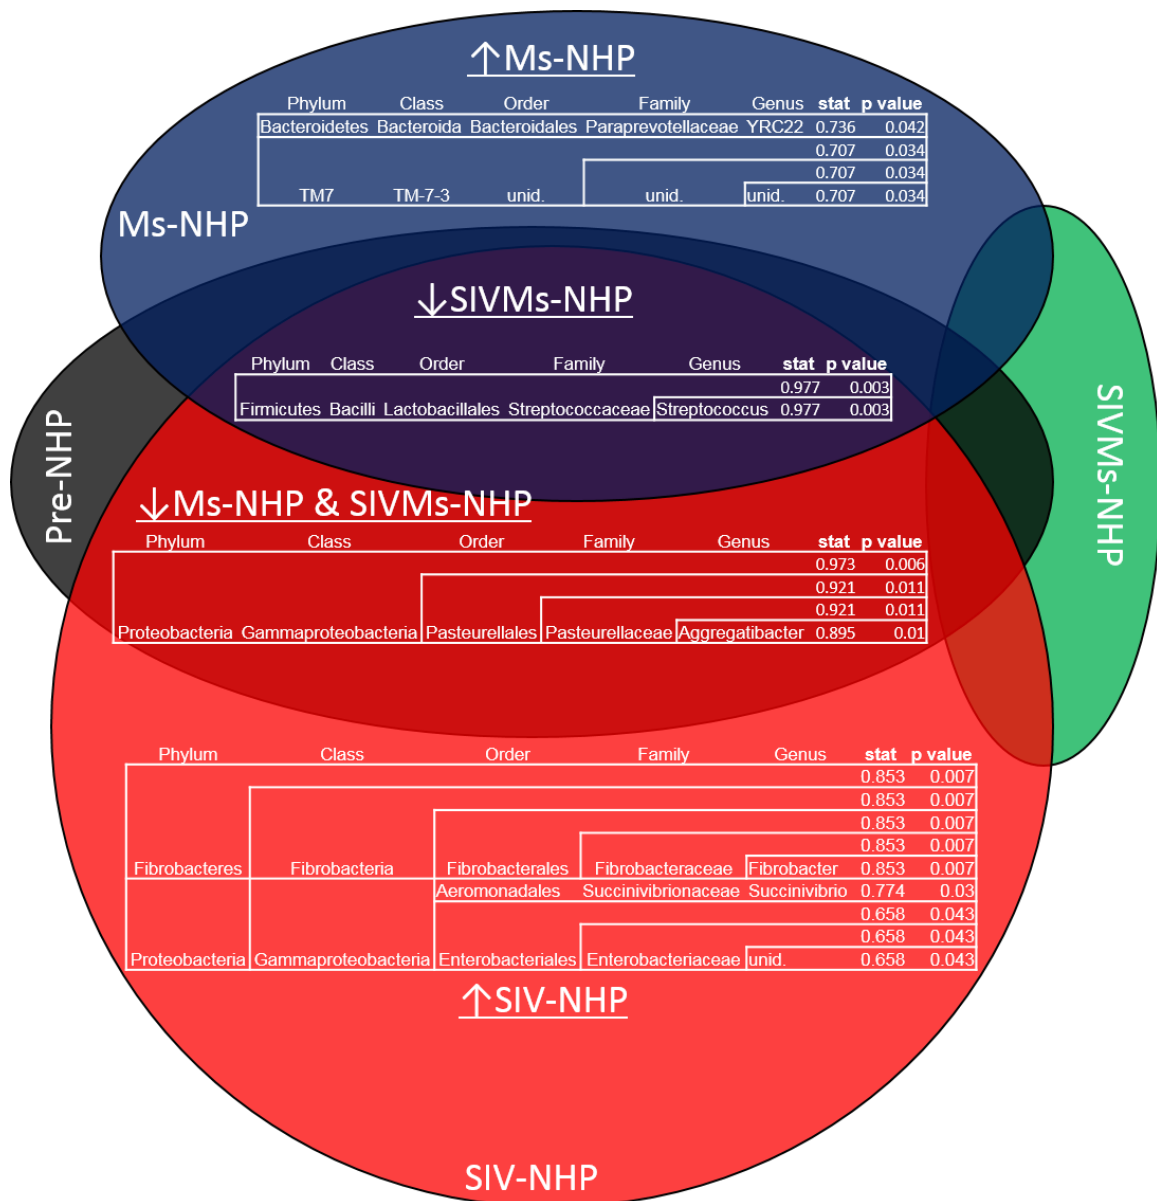 ↑Ms-NHP
Phylum Class Order Family Genus stat p value
Bacteroidetes Bacteroida Bacteroidales Paraprevotellaceae YRC22 0.736 0.042
0.707 0.034
0.707 0.034
TM7 TM-7-3 unid. unid. unid. 0.707 0.034
Ms-NHP
↓SIVMs-NHP
Phylum Class Order Family Genus stat p value
0.977 0.003
Firmicutes Bacilli Lactobacillales Streptococcaceae Streptococcus 0.977 0.003
Pre-NHP
SIVMs-NHP
↓Ms-NHP & SIVMs-NHP
Phylum Class Order Family Genus stat p value
0.973 0.006
0.921 0.011
0.921 0.011
Proteobacteria Gammaproteobacteria Pasteurellales Pasteurellaceae Aggregatibacter 0.895 0.01
Phylum Class Order Family Genus stat p value
0.853 0.007
0.853 0.007
0.853 0.007
0.853 0.007
Fibrobacteres Fibrobacteria Fibrobacterales Fibrobacteraceae Fibrobacter 0.853 0.007
Aeromonadales Succinivibrionaceae Succinivibrio 0.774 0.03
0.658 0.043
0.658 0.043
Proteobacteria Gammaproteobacteria Enterobacteriales Enterobacteriaceae unid. 0.658 0.043
↑SIV-NHP
SIV-NHP